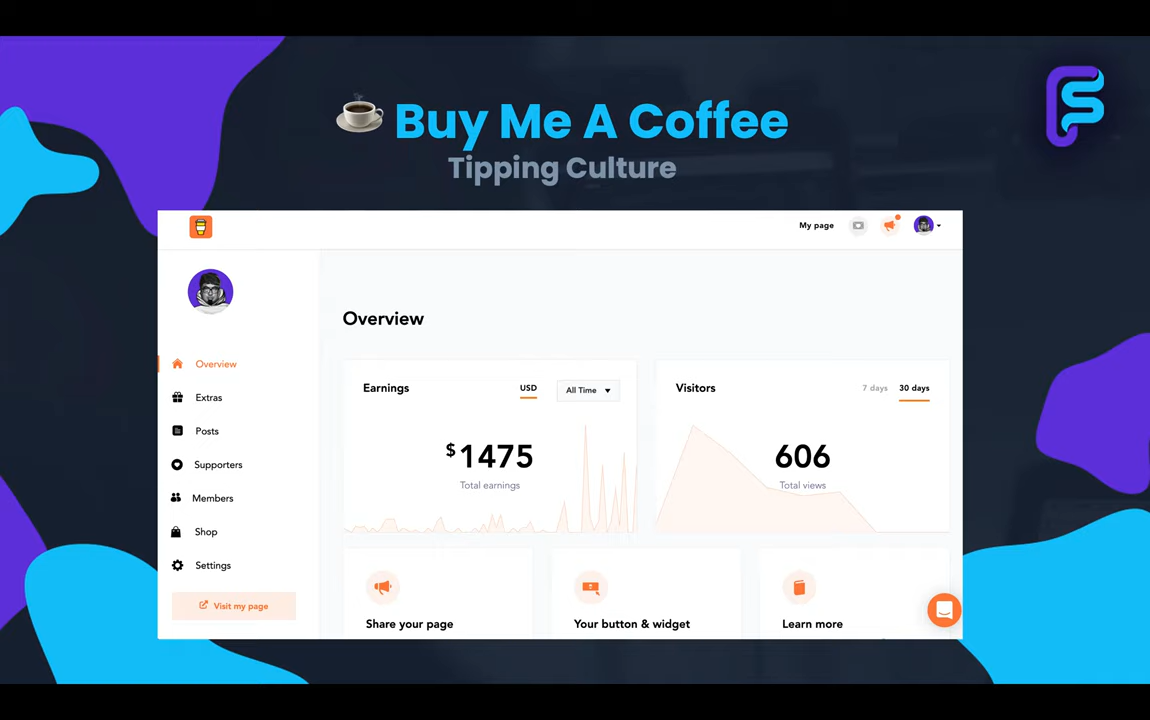 Buy Me A Coffee
Tipping Culture
My page
Overview
Extras
Posts
Supporters
Members
Shop
Settings
Visit my page
Overview
Earnings
USD
All Time
$1475
Total earnings
Visitors
7 days
30 days
606
Total views
Share your page
Your button & widget
Learn more